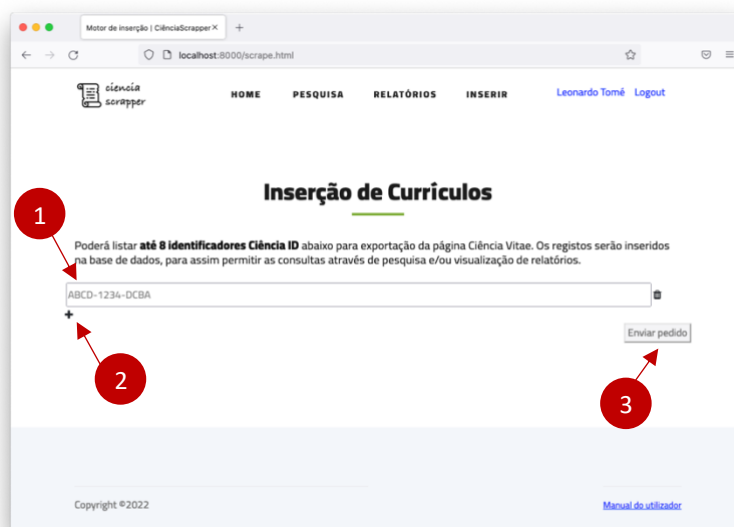 Motor de inserção | CiênciaScrapper ×
localhost:8000/scrape.html
ciencia
scrapper
HOME PESQUISA RELATÓRIOS INSERIR Leonardo Tomé Logout
Inserção de Currículos
1
Poderá listar até 8 identificadores Ciência ID abaixo para exportação da página Ciência Vitae. Os registos serão inseridos
na base de dados, para assim permitir as consultas através de pesquisa e/ou visualização de relatórios.
ABCD-1234-DCBA
Enviar pedido
2
3
Copyright ©2022 Manual do utilizador